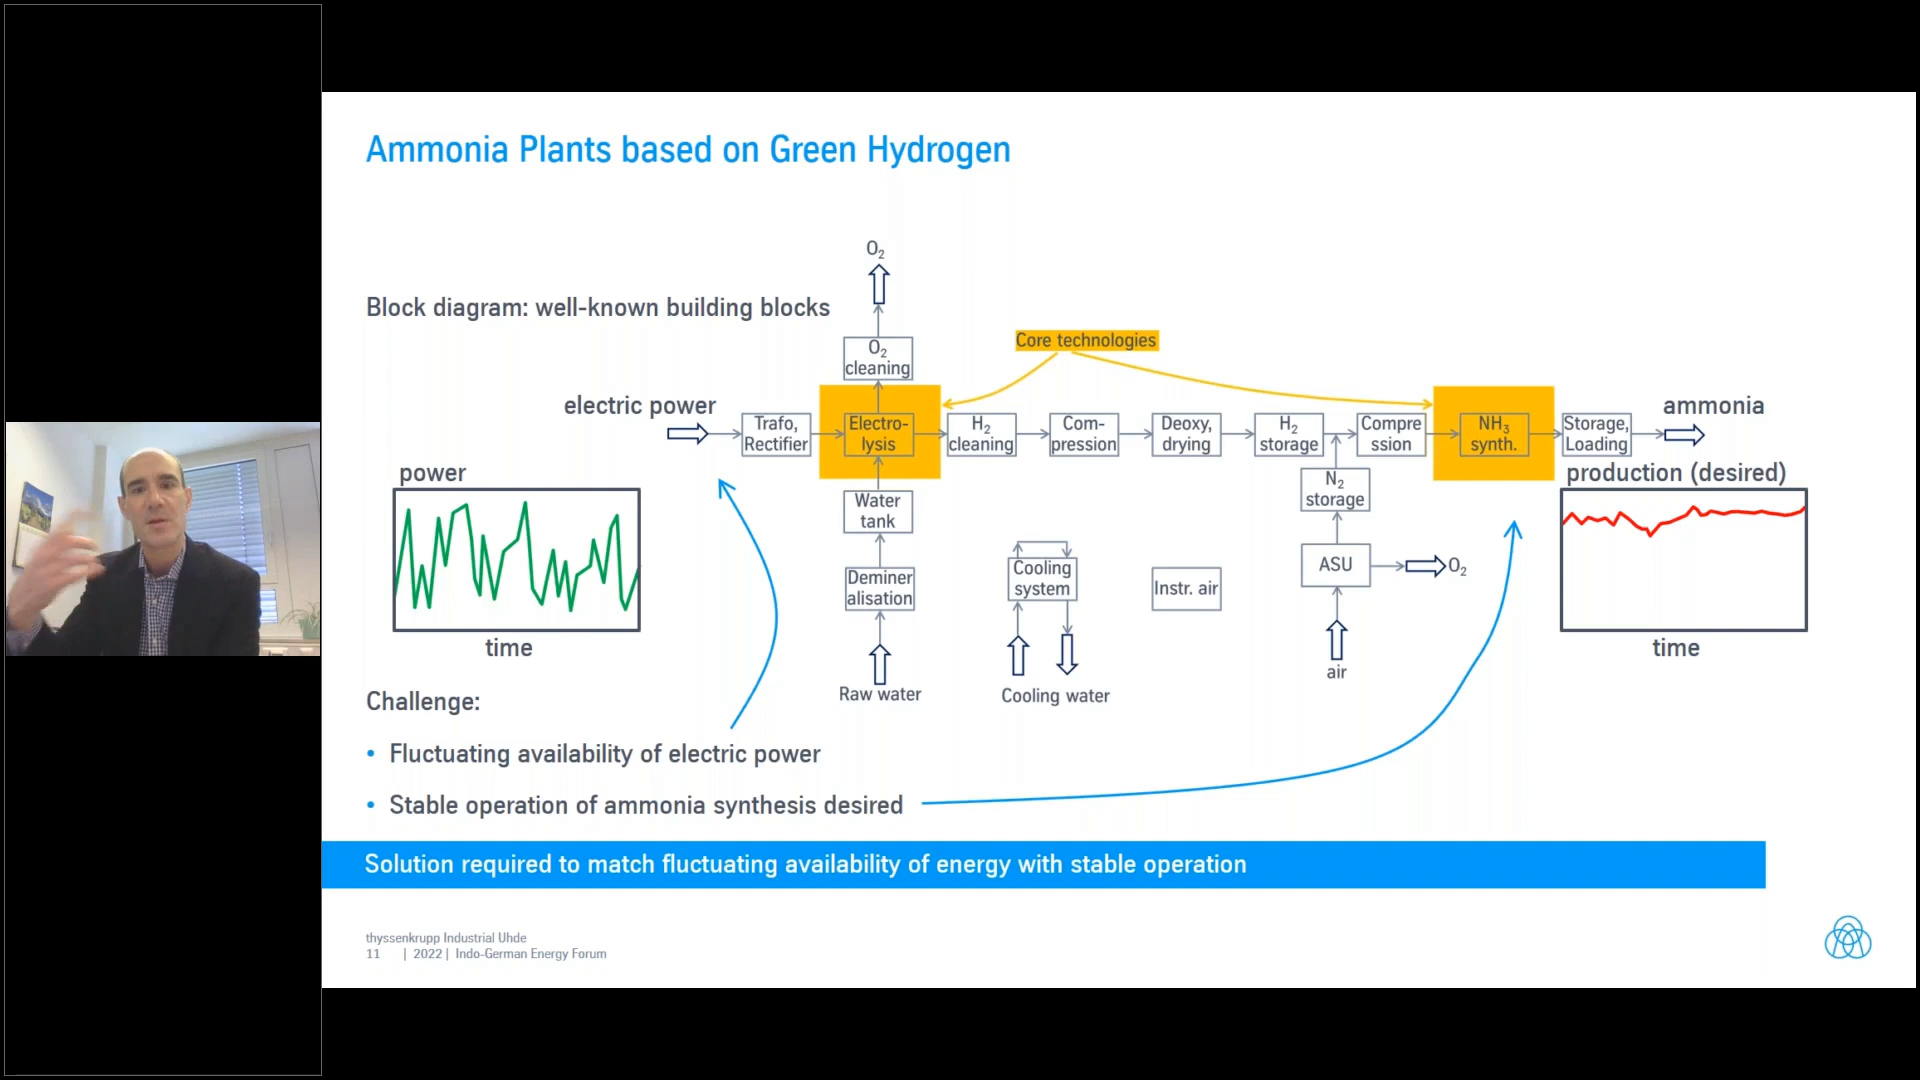 Ammonia Plants based on Green Hydrogen
O2
Block diagram: well-known building blocks
O2
cleaning
Core technologies
electric power
Trafo,
Rectifier
Electro-
lysis
H2
cleaning
Com-
pression
Deoxy,
drying
H2
storage
Compre
ssion
NH3
synth.
Storage,
Loading
ammonia
power
time
production (desired)
time
Water
tank
Deminer
alisation
Raw water
Cooling
system
Cooling water
Instr. air
N2
storage
ASU
O2
air
Challenge:
• Fluctuating availability of electric power
• Stable operation of ammonia synthesis desired
Solution required to match fluctuating availability of energy with stable operation
thyssenkrupp Industrial Uhde
11 | 2022 | Indo-German Energy Forum